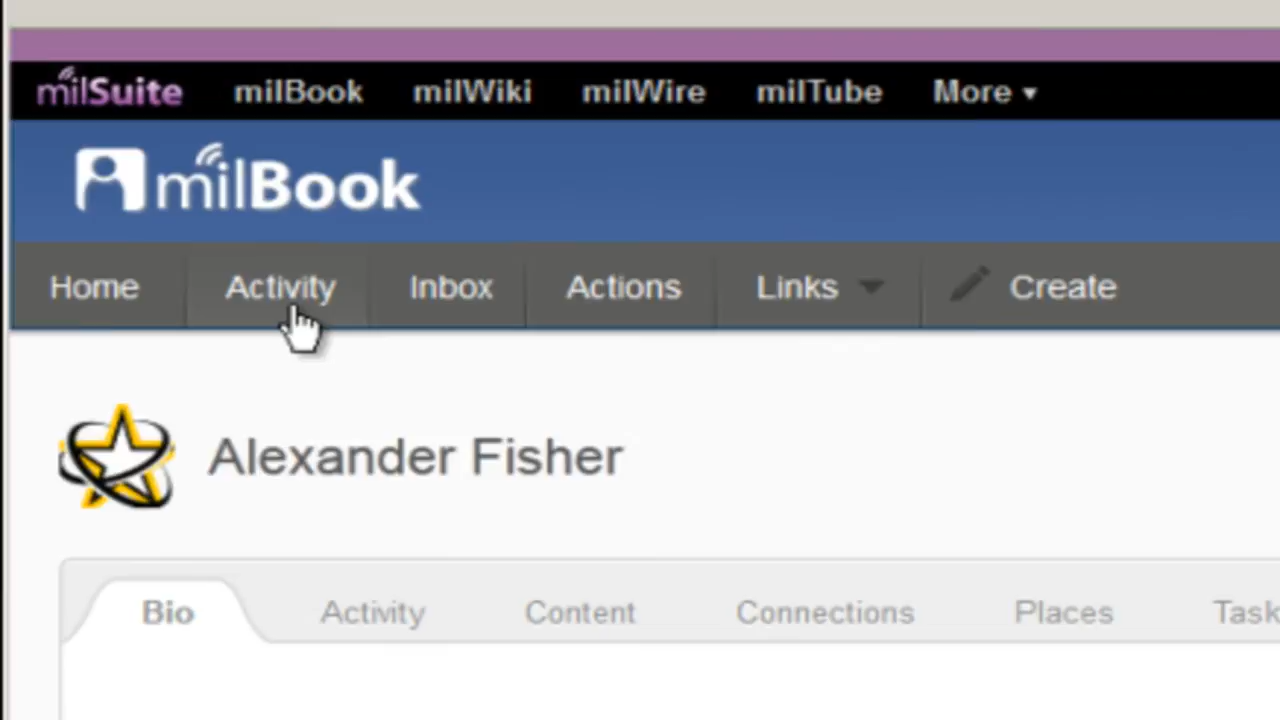 milSuite milBook milWiki milWire milTube More
milBook
Home Activity Inbox Actions Links Create
Alexander Fisher
Bio Activity Content Connections Places Task